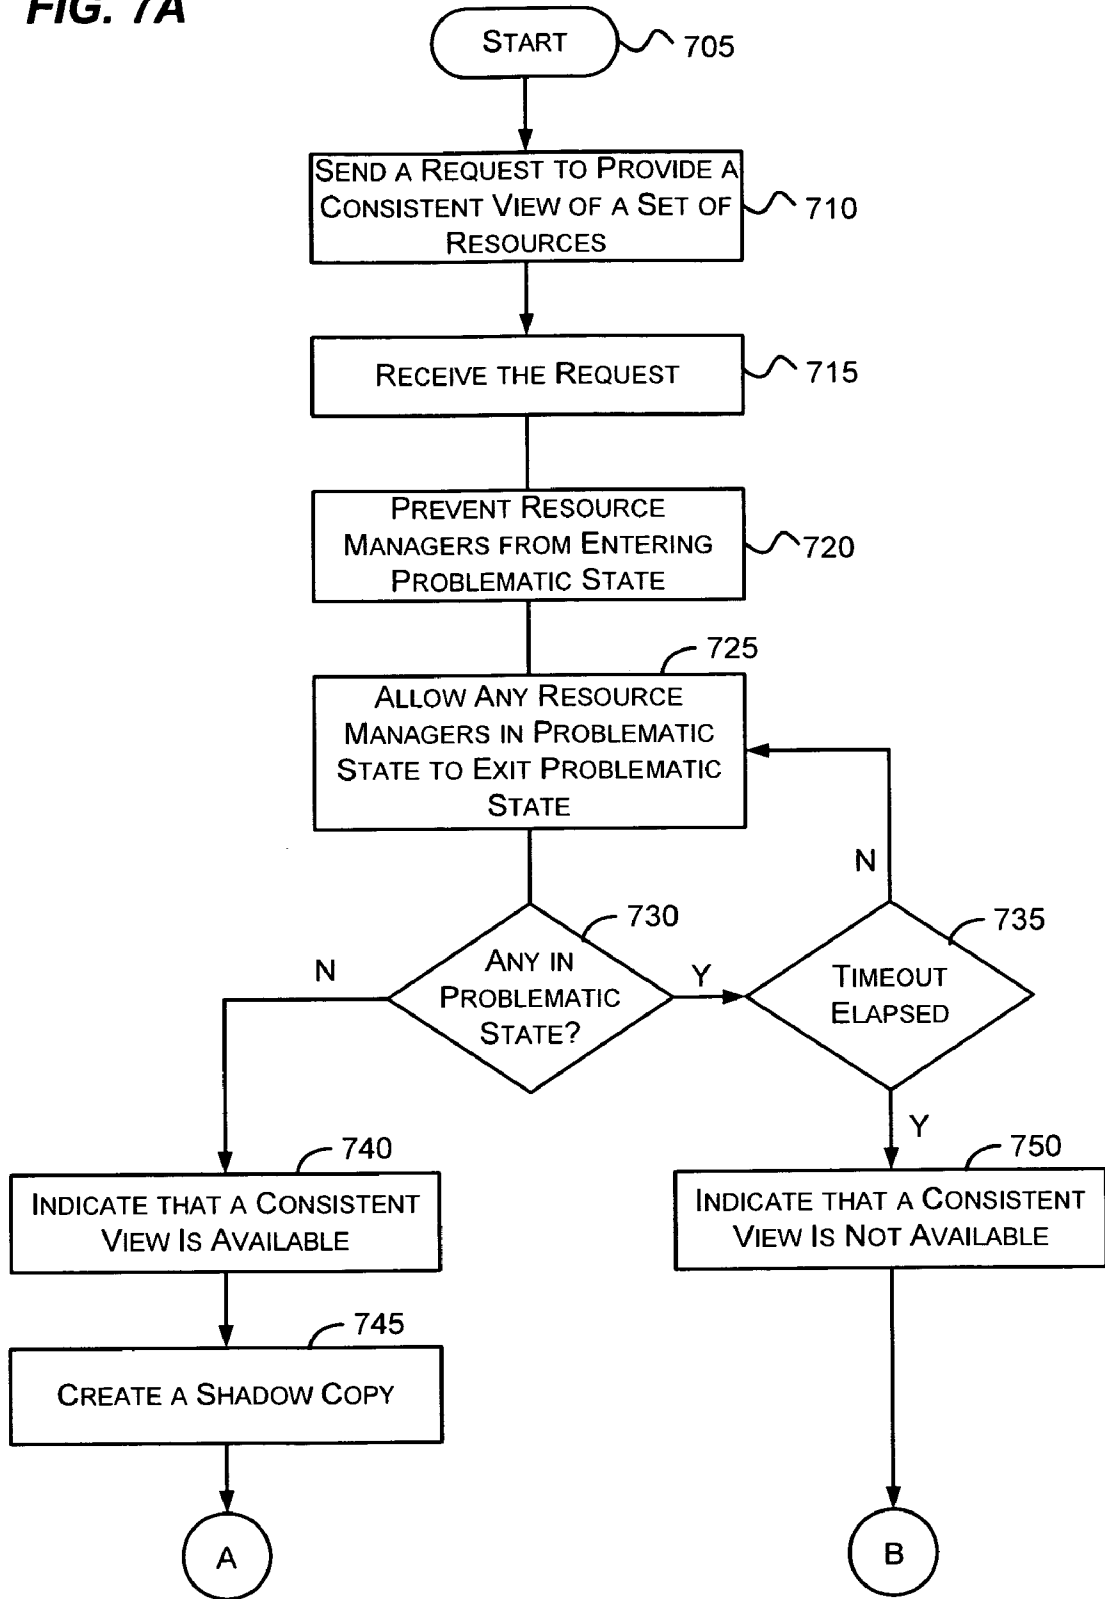 FIG. 7A
START
705
SEND A REQUEST TO PROVIDE A
CONSISTENT VIEW OF A SET OF
RESOURCES
710
RECEIVE THE REQUEST
715
PREVENT RESOURCE
MANAGERS FROM ENTERING
PROBLEMATIC STATE
720
725
ALLOW ANY RESOURCE
MANAGERS IN PROBLEMATIC
STATE TO EXIT PROBLEMATIC
STATE
N
730
735
ANY IN
PROBLEMATIC
STATE?
N
Y
TIMEOUT
ELAPSED
Y
740
INDICATE THAT A CONSISTENT
VIEW IS AVAILABLE
750
INDICATE THAT A CONSISTENT
VIEW IS NOT AVAILABLE
745
CREATE A SHADOW COPY
A
B